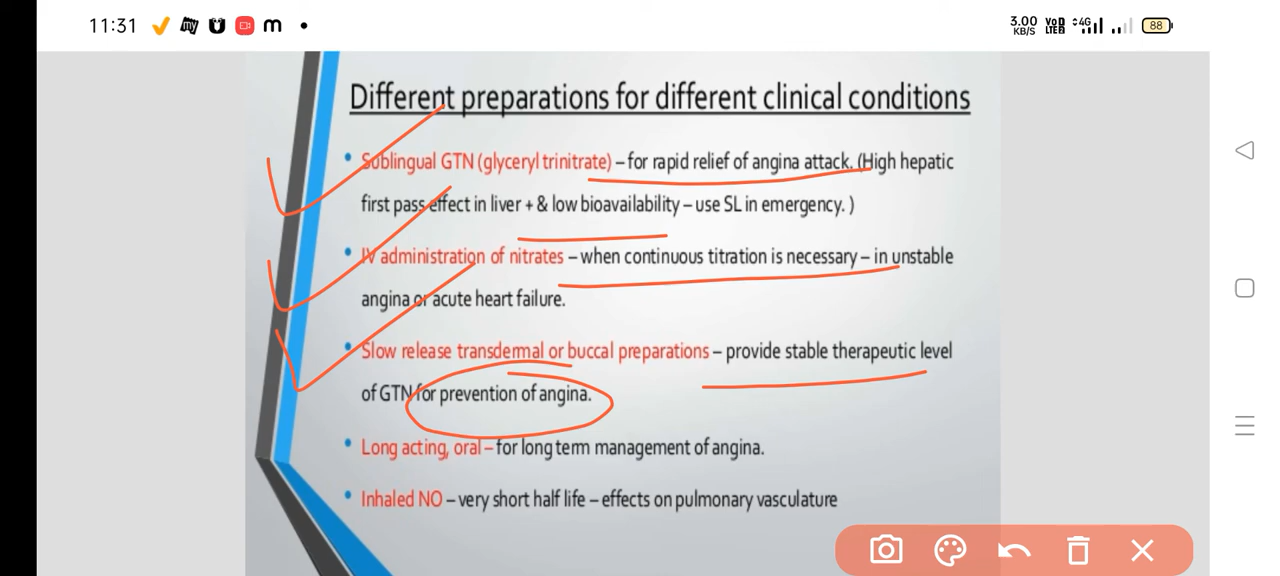 11:31 my m 3.00 KB/S VoD LTE2 4G 88
Different preparations for different clinical conditions
• Sublingual GTN (glyceryl trinitrate) – for rapid relief of angina attack. (High hepatic
first pass effect in liver + & low bioavailability – use SL in emergency. )
• IV administration of nitrates – when continuous titration is necessary – in unstable
angina or acute heart failure.
• Slow release transdermal or buccal preparations – provide stable therapeutic level
of GTN for prevention of angina.
• Long acting, oral – for long term management of angina.
• Inhaled NO – very short half life – effects on pulmonary vasculature